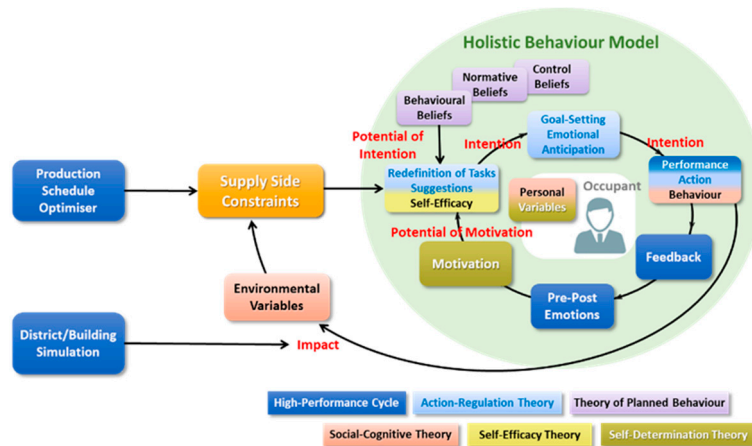 Holistic Behaviour Model
Control
Beliefs
Normative
Beliefs
Behavioural
Beliefs
Goal-Setting
Emotional
Anticipation
Potential of
Intention
Intention
Intention
Production
Schedule
Optimiser
Supply Side
Constraints
Redefinition of Tasks
Suggestions
Self-Efficacy
Personal
Variables
Occupant
Performance
Action
Behaviour
Potential of Motivation
Motivation
Feedback
Environmental
Variables
Pre-Post
Emotions
District/Building
Simulation
Impact
High-Performance Cycle
Action-Regulation Theory
Theory of Planned Behaviour
Social-Cognitive Theory
Self-Efficacy Theory
Self-Determination Theory